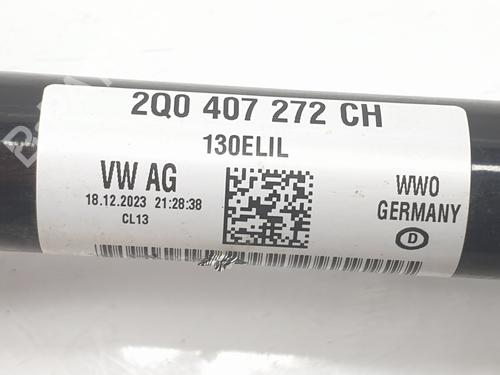 2Q0 407 272 CH
130ELIL
VW AG
18.12.2023 21:28:38
CL13
WWO
GERMANY
D